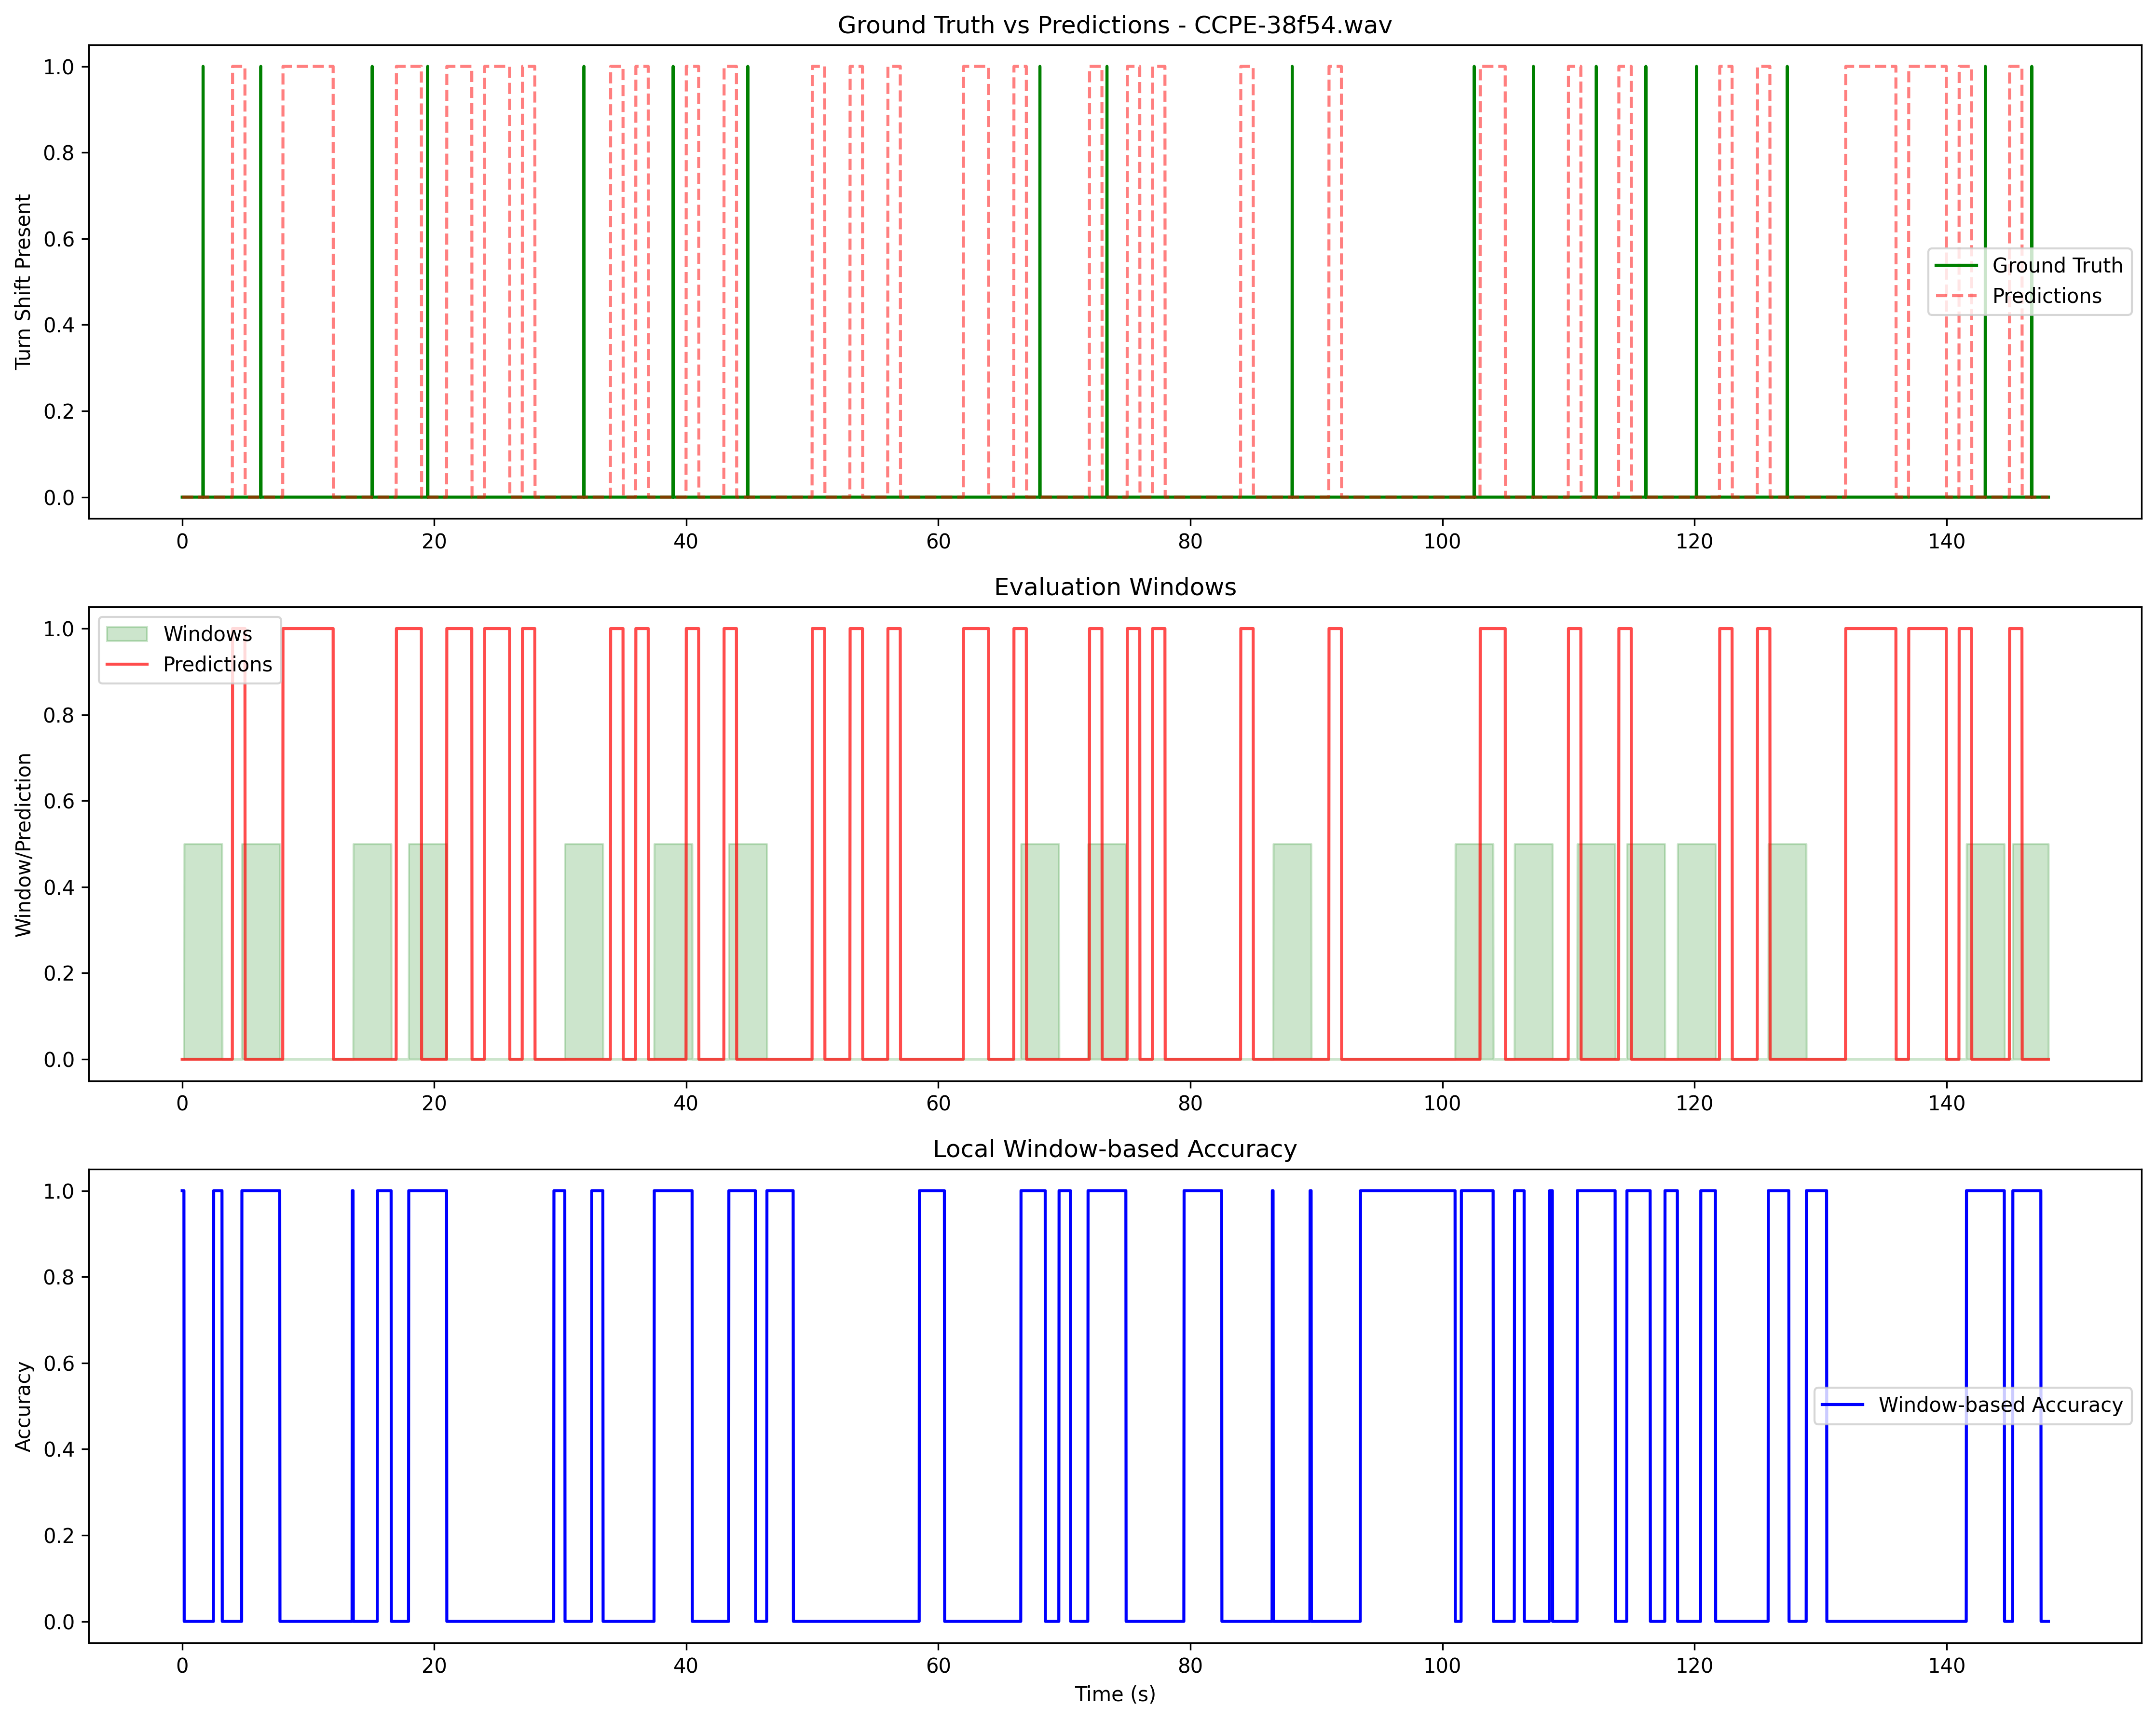 Ground Truth vs Predictions - CCPE-38f54.wav
1.0
0.8
0.6
0.4
0.2
0.0
Turn Shift Present
Ground Truth
Predictions
0 20 40 60 80 100 120 140
Evaluation Windows
Windows
Predictions
1.0
0.8
0.6
0.4
0.2
0.0
Window/Prediction
0 20 40 60 80 100 120 140
Local Window-based Accuracy
1.0
0.8
0.6
0.4
0.2
0.0
Accuracy
Window-based Accuracy
0 20 40 60 80 100 120 140
Time (s)